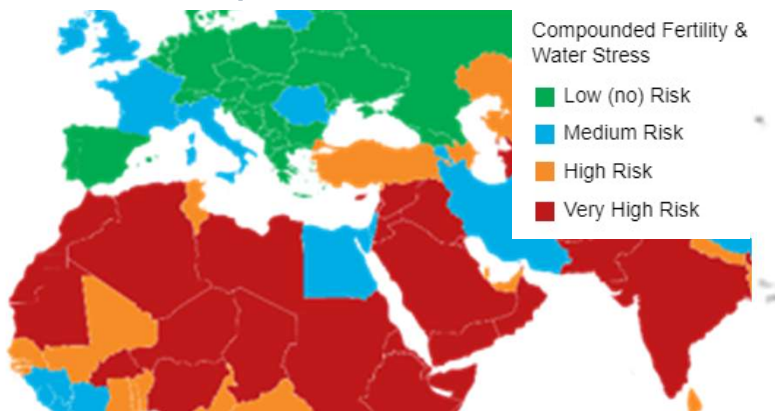 Compounded Fertility &
Water Stress
Low (no) Risk
Medium Risk
High Risk
Very High Risk